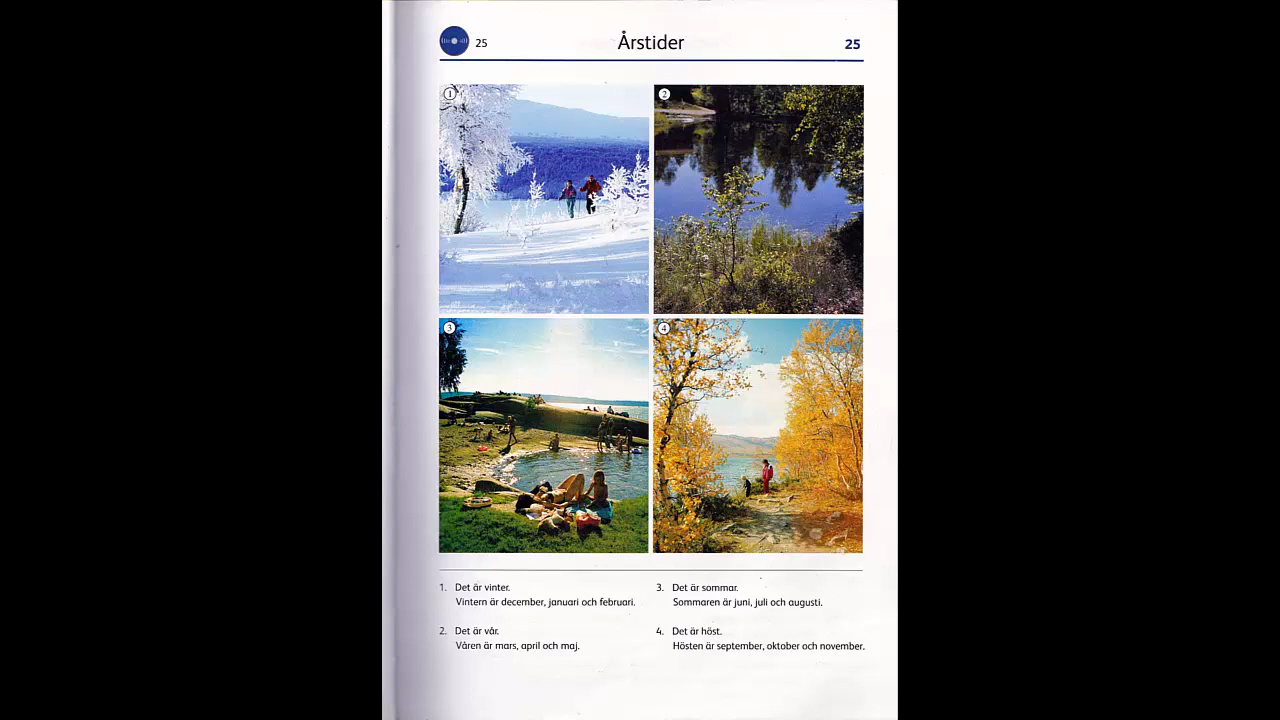 25
Årstider
25
1
2
3
4
1. Det är vinter.
Vintern är december, januari och februari.
2. Det är vår.
Våren är mars, april och maj.
3. Det är sommar.
Sommaren är juni, juli och augusti.
4. Det är höst.
Hösten är september, oktober och november.